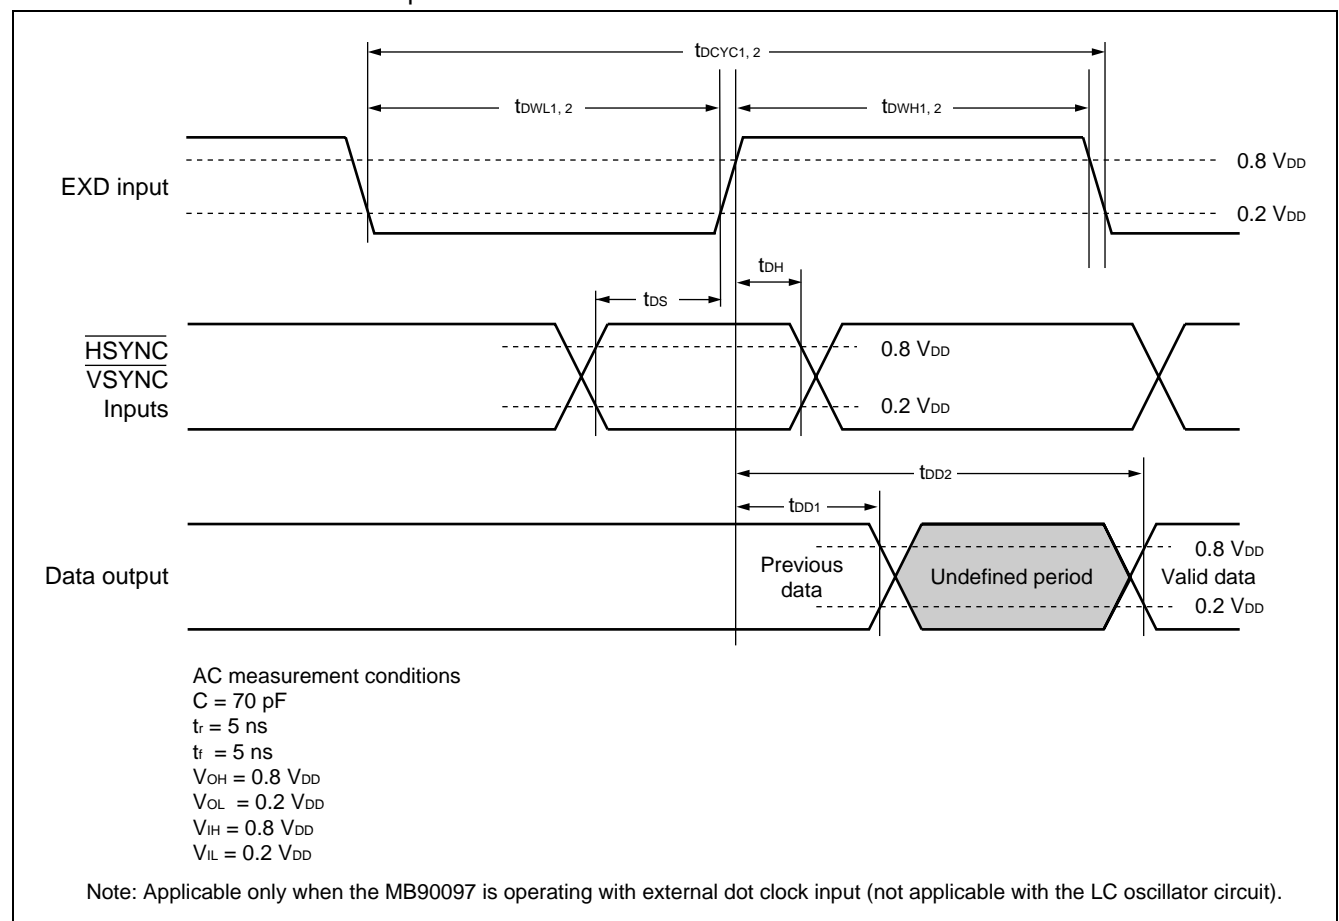 tDCYC1, 2
tDWL1, 2
tDWH1, 2
EXD input
0.8 VDD
0.2 VDD
tDH
tDS
HSYNC
VSYNC
Inputs
0.8 VDD
0.2 VDD
tDD2
tDD1
Data output
Previous
data
Undefined period
Valid data
0.8 VDD
0.2 VDD
AC measurement conditions
C = 70 pF
tr = 5 ns
tf = 5 ns
VOH = 0.8 VDD
VOL = 0.2 VDD
VIH = 0.8 VDD
VIL = 0.2 VDD
Note: Applicable only when the MB90097 is operating with external dot clock input (not applicable with the LC oscillator circuit).